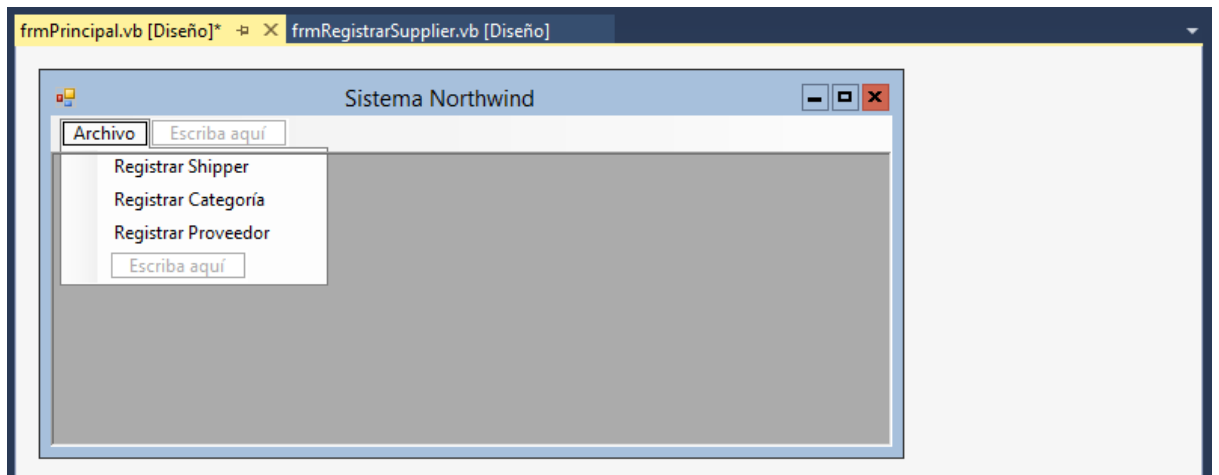 frmPrincipal.vb [Diseño]* frmRegistrarSupplier.vb [Diseño]
Sistema Northwind
Archivo Escriba aquí
Registrar Shipper
Registrar Categoría
Registrar Proveedor
Escriba aquí